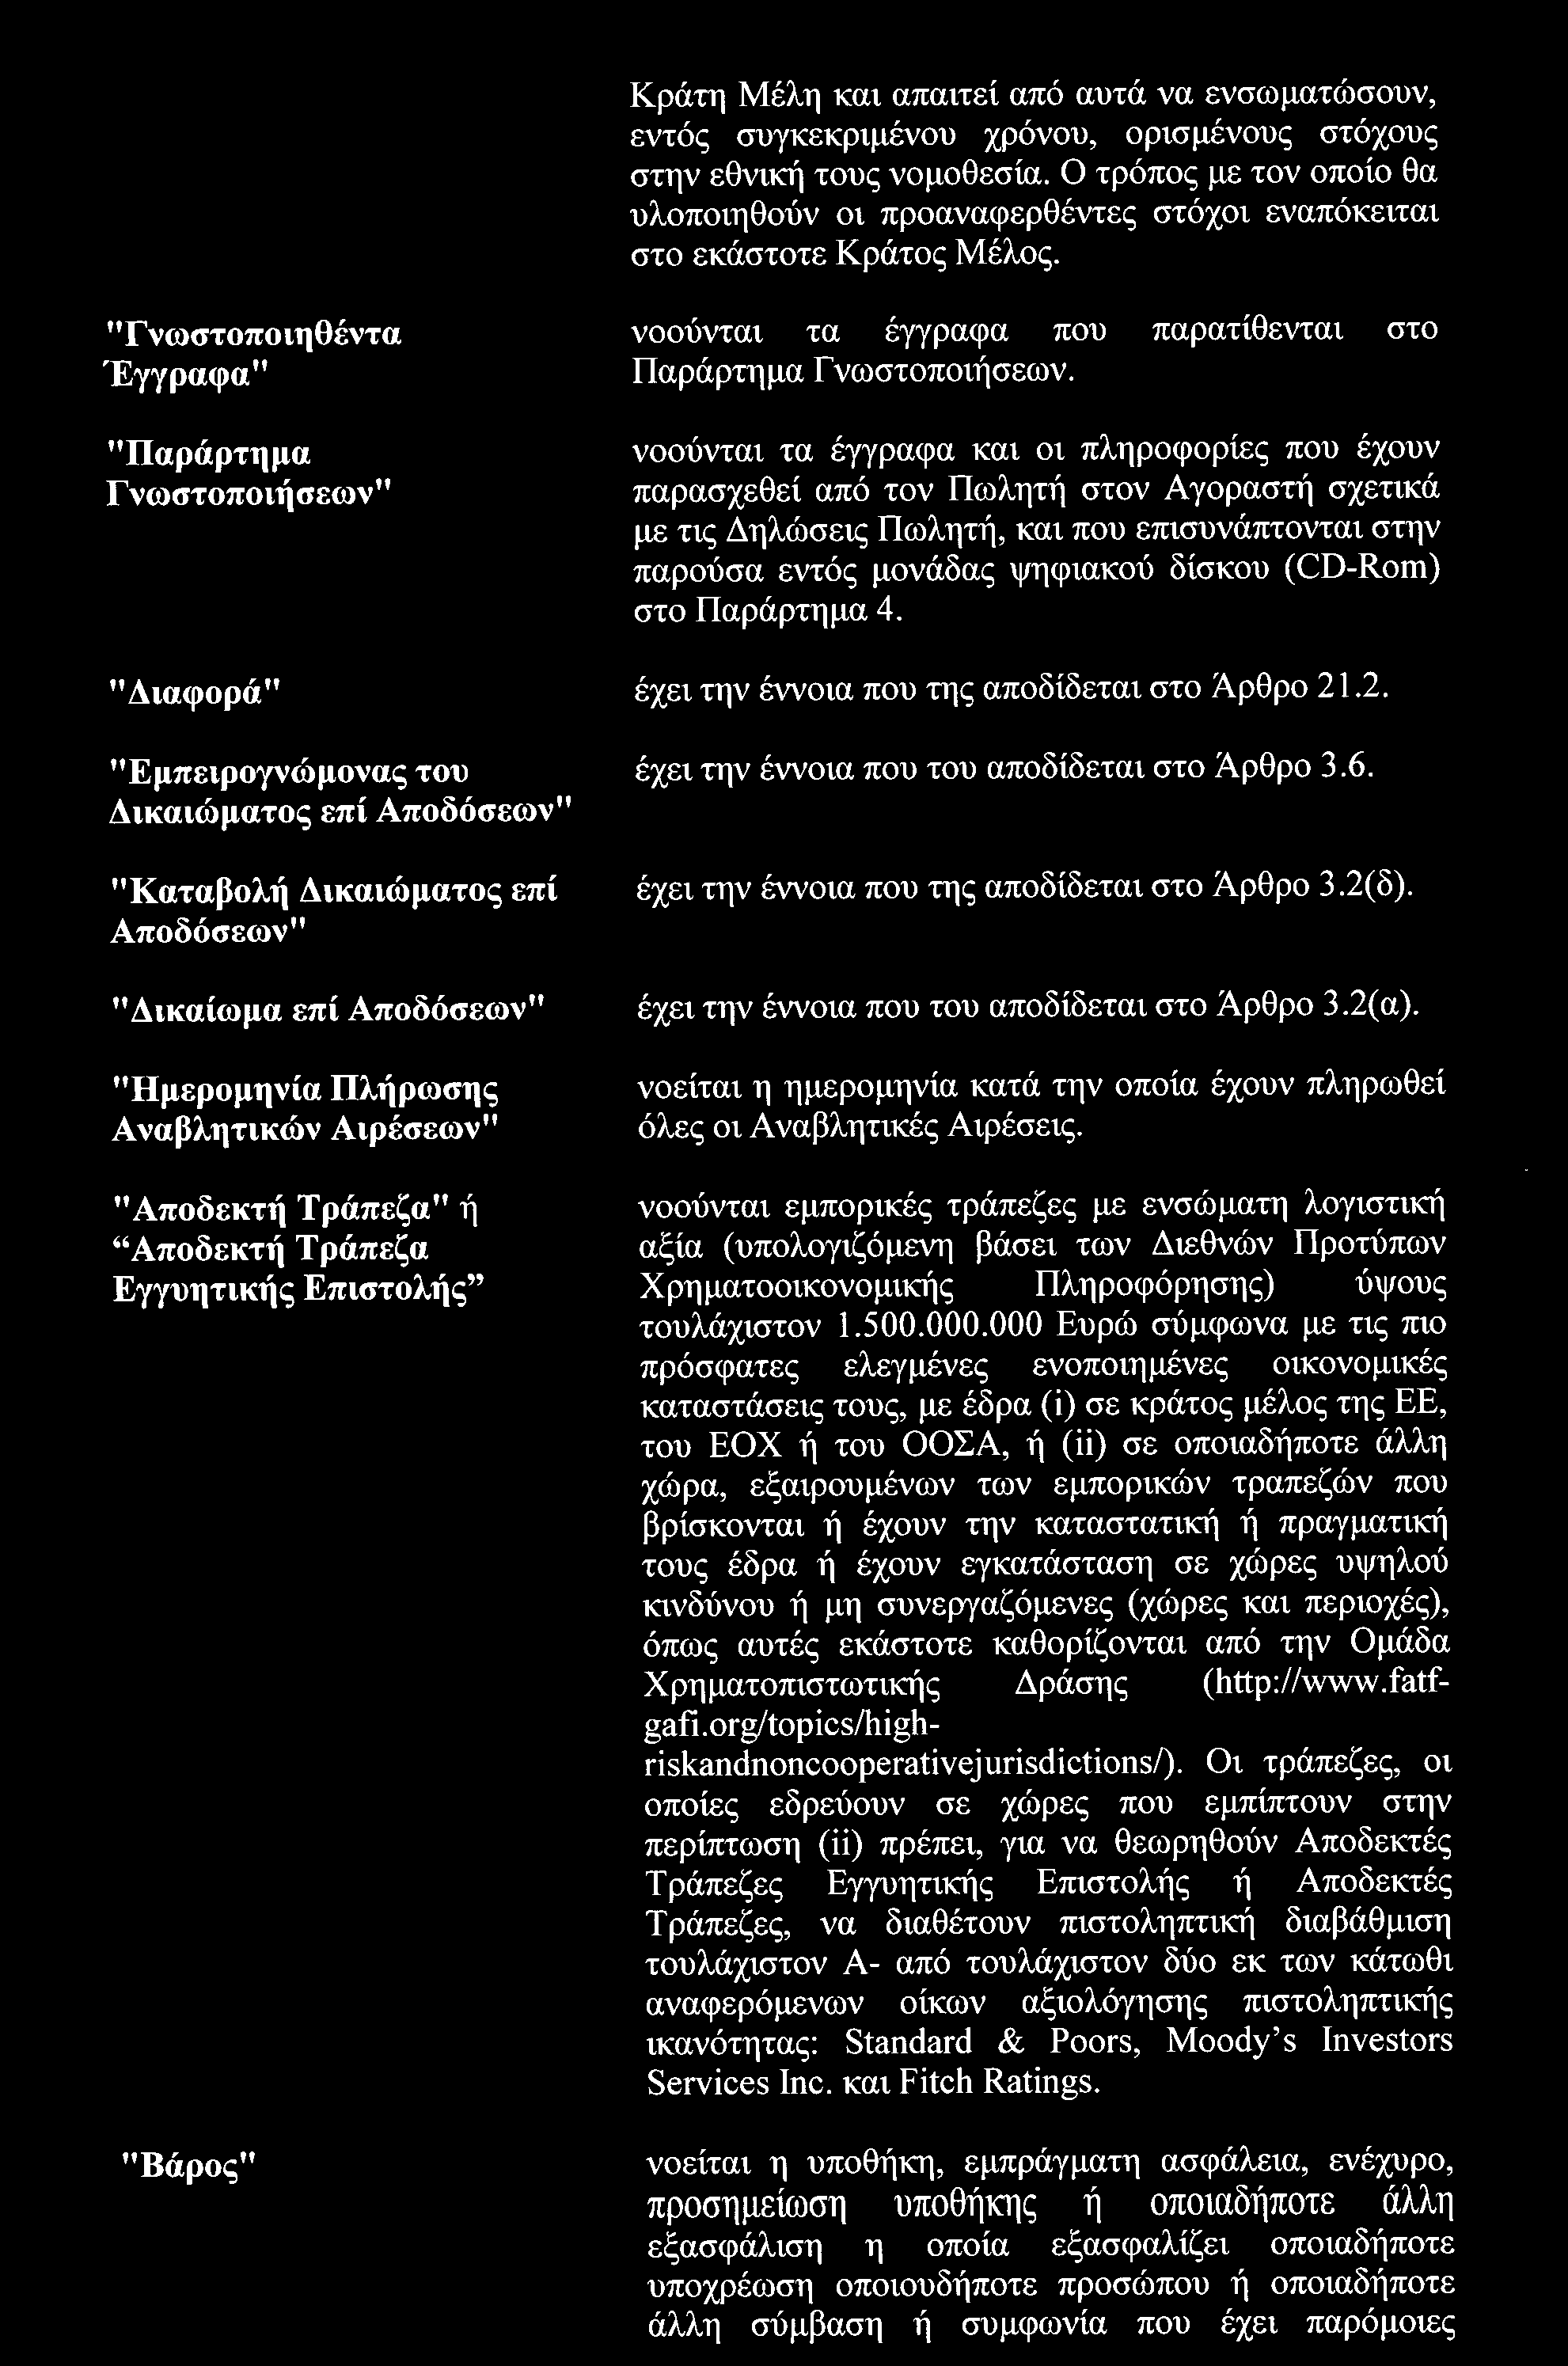 Κράτη Μέλη και απαιτεί από αυτά να ενσωματώσουν,
εντός συγκεκριμένου χρόνου, ορισμένους στόχους
στην εθνική τους νομοθεσία. Ο τρόπος με τον οποίο θα
υλοποιηθούν οι προαναφερθέντες στόχοι εναπόκειται
στο εκάστοτε Κράτος Μέλος.
"Γνωστοποιηθέντα
Έγγραφα"
νοούνται τα έγγραφα που παρατίθενται στο
Παράρτημα Γνωστοποιήσεων.
"Παράρτημα
Γνωστοποιήσεων"
νοούνται τα έγγραφα και οι πληροφορίες που έχουν
παρασχεθεί από τον Πωλητή στον Αγοραστή σχετικά
με τις Δηλώσεις Πωλητή, και που επισυνάπτονται στην
παρούσα εντός μονάδας ψηφιακού δίσκου (CD-Rom)
στο Παράρτημα 4.
"Διαφορά"
έχει την έννοια που της αποδίδεται στο Άρθρο 21.2.
"Εμπειρογνώμονας του
Δικαιώματος επί Αποδόσεων"
έχει την έννοια που του αποδίδεται στο Άρθρο 3.6.
"Καταβολή Δικαιώματος επί
Αποδόσεων"
έχει την έννοια που της αποδίδεται στο Άρθρο 3.2(δ).
"Δικαίωμα επί Αποδόσεων"
έχει την έννοια που του αποδίδεται στο Άρθρο 3.2(α).
"Ημερομηνία Πλήρωσης
Αναβλητικών Αιρέσεων"
νοείται η ημερομηνία κατά την οποία έχουν πληρωθεί
όλες οι Αναβλητικές Αιρέσεις.
"Αποδεκτή Τράπεζα" ή
“Αποδεκτή Τράπεζα
Εγγυητικής Επιστολής”
νοούνται εμπορικές τράπεζες με ενσώματη λογιστική
αξία (υπολογιζόμενη βάσει των Διεθνών Προτύπων
Χρηματοοικονομικής Πληροφόρησης) ύψους
τουλάχιστον 1.500.000.000 Ευρώ σύμφωνα με τις πιο
πρόσφατες ελεγμένες ενοποιημένες οικονομικές
καταστάσεις τους, με έδρα (i) σε κράτος μέλος της ΕΕ,
του ΕΟΧ ή του ΟΟΣΑ, ή (ii) σε οποιαδήποτε άλλη
χώρα, εξαιρουμένων των εμπορικών τραπεζών που
βρίσκονται ή έχουν την καταστατική ή πραγματική
τους έδρα ή έχουν εγκατάσταση σε χώρες υψηλού
κινδύνου ή μη συνεργαζόμενες (χώρες και περιοχές),
όπως αυτές εκάστοτε καθορίζονται από την Ομάδα
Χρηματοπιστωτικής Δράσης (http://www.fatf-
gafi.org/topics/high-
riskandnoncooperativejurisdictions/). Οι τράπεζες, οι
οποίες εδρεύουν σε χώρες που εμπίπτουν στην
περίπτωση (ii) πρέπει, για να θεωρηθούν Αποδεκτές
Τράπεζες Εγγυητικής Επιστολής ή Αποδεκτές
Τράπεζες, να διαθέτουν πιστοληπτική διαβάθμιση
τουλάχιστον Α- από τουλάχιστον δύο εκ των κάτωθι
αναφερόμενων οίκων αξιολόγησης πιστοληπτικής
ικανότητας: Standard & Poors, Moody’s Investors
Services Inc. και Fitch Ratings.
"Βάρος"
νοείται η υποθήκη, εμπράγματη ασφάλεια, ενέχυρο,
προσημείωση υποθήκης ή οποιαδήποτε άλλη
εξασφάλιση η οποία εξασφαλίζει οποιαδήποτε
υποχρέωση οποιουδήποτε προσώπου ή οποιαδήποτε
άλλη σύμβαση ή συμφωνία που έχει παρόμοιες